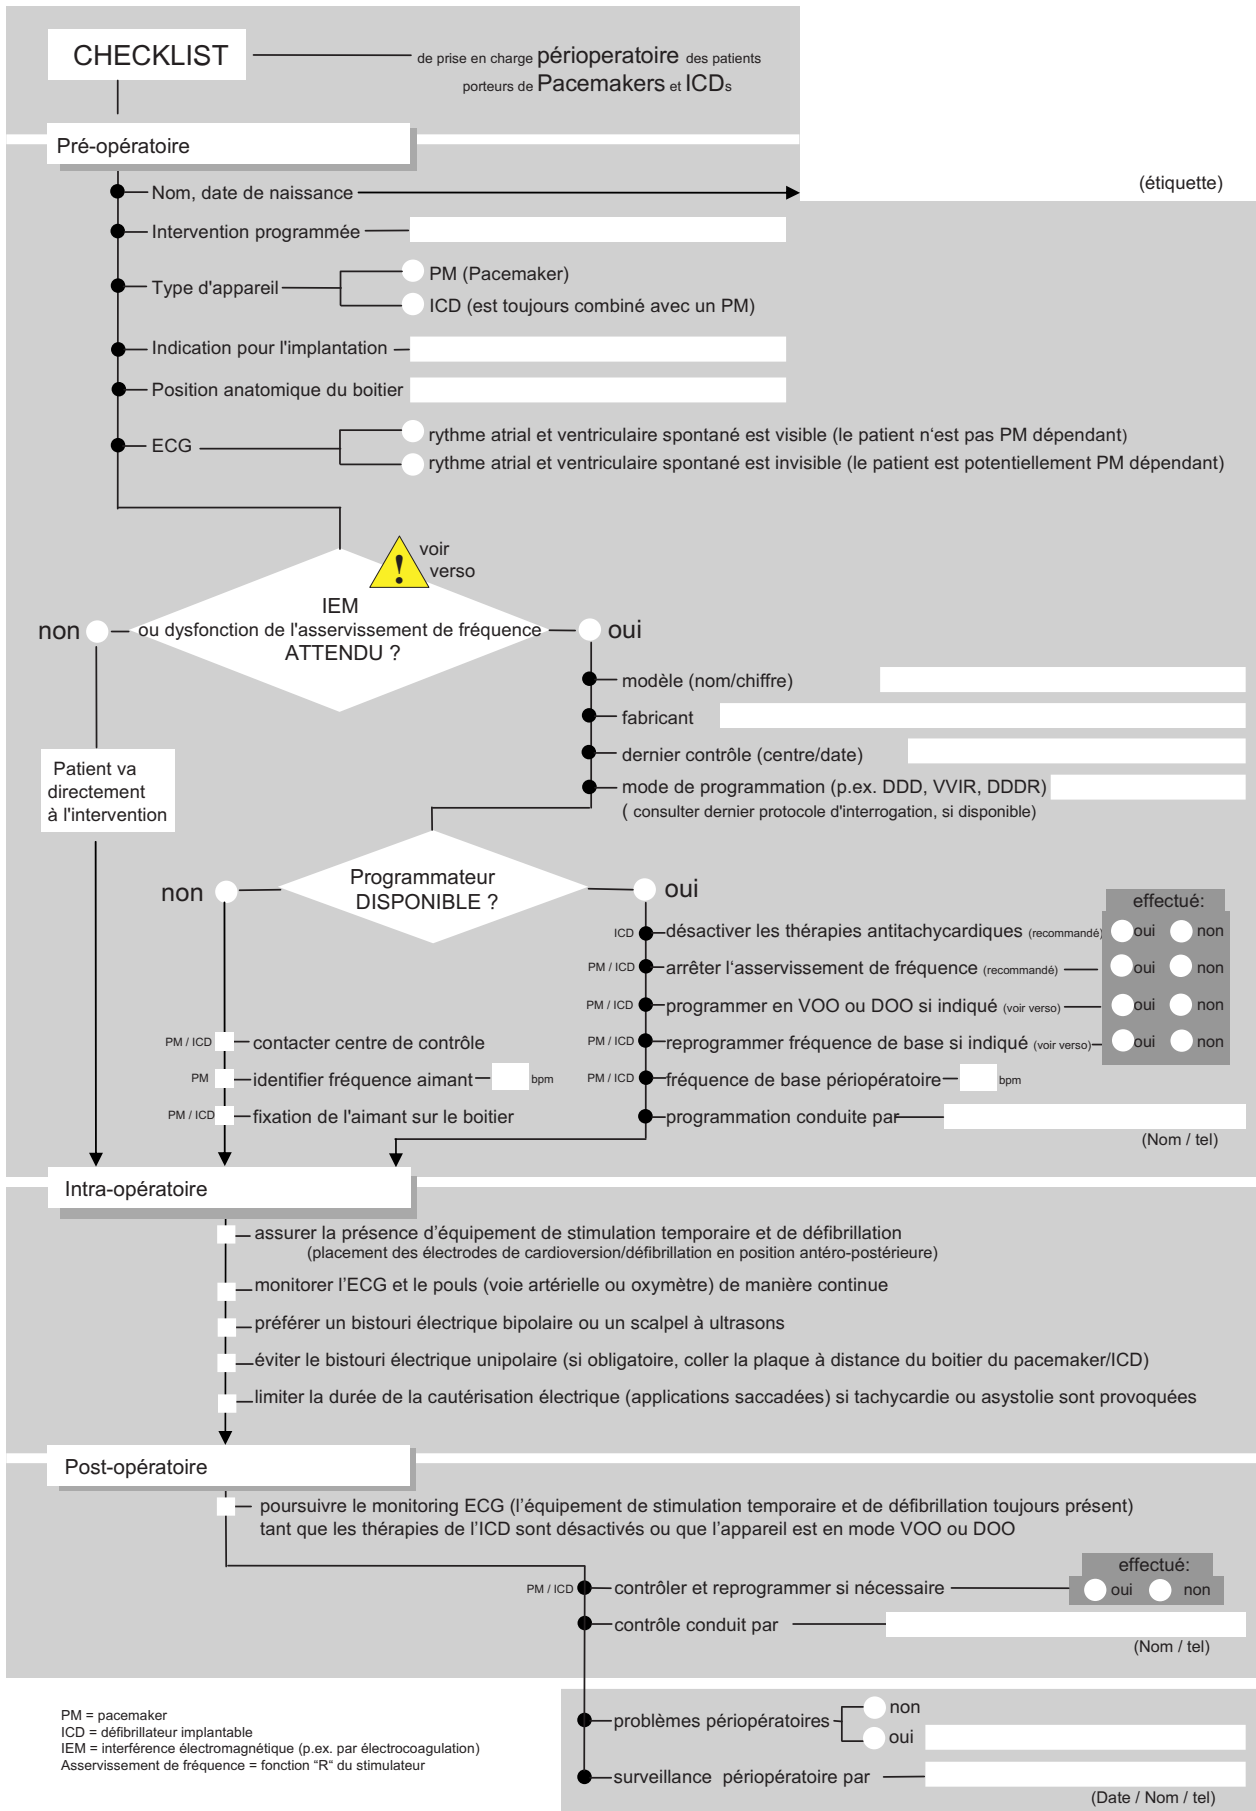 CHECKLIST
de prise en charge périoperatoire des patients
porteurs de Pacemakers et ICDs
Pré-opératoire
Nom, date de naissance
(étiquette)
Intervention programmée
Type d'appareil
PM (Pacemaker)
ICD (est toujours combiné avec un PM)
Indication pour l'implantation
Position anatomique du boitier
ECG
rythme atrial et ventriculaire spontané est visible (le patient n'est pas PM dépendant)
rythme atrial et ventriculaire spontané est invisible (le patient est potentiellement PM dépendant)
!
voir
verso
IEM
ou dysfonction de l'asservissement de fréquence
ATTENDU ?
non
oui
modèle (nom/chiffre)
fabricant
dernier contrôle (centre/date)
mode de programmation (p.ex. DDD, VVIR, DDDR)
( consulter dernier protocole d'interrogation, si disponible)
Patient va
directement
à l'intervention
Programmateur
DISPONIBLE ?
non
oui
effectué:
ICD désactiver les thérapies antitachycardiques (recommandé) oui non
PM / ICD arrêter l'asservissement de fréquence (recommandé) oui non
PM / ICD programmer en VOO ou DOO si indiqué (voir verso) oui non
PM / ICD reprogrammer fréquence de base si indiqué (voir verso) oui non
PM / ICD fréquence de base périopératoire bpm
programmation conduite par
(Nom / tel)
PM / ICD contacter centre de contrôle
PM identifier fréquence aimant bpm
PM / ICD fixation de l'aimant sur le boitier
Intra-opératoire
assurer la présence d'équipement de stimulation temporaire et de défibrillation
(placement des électrodes de cardioversion/défibrillation en position antéro-postérieure)
monitorer l'ECG et le pouls (voie artérielle ou oxymètre) de manière continue
préférer un bistouri électrique bipolaire ou un scalpel à ultrasons
éviter le bistouri électrique unipolaire (si obligatoire, coller la plaque à distance du boitier du pacemaker/ICD)
limiter la durée de la cautérisation électrique (applications saccadées) si tachycardie ou asystolie sont provoquées
Post-opératoire
poursuivre le monitoring ECG (l'équipement de stimulation temporaire et de défibrillation toujours présent)
tant que les thérapies de l'ICD sont désactivés ou que l'appareil est en mode VOO ou DOO
effectué:
PM / ICD contrôler et reprogrammer si nécessaire oui non
contrôle conduit par
(Nom / tel)
problèmes périopératoires
non
oui
surveillance périopératoire par
(Date / Nom / tel)
PM = pacemaker
ICD = défibrillateur implantable
IEM = interférence électromagnétique (p.ex. par électrocoagulation)
Asservissement de fréquence = fonction "R" du stimulateur